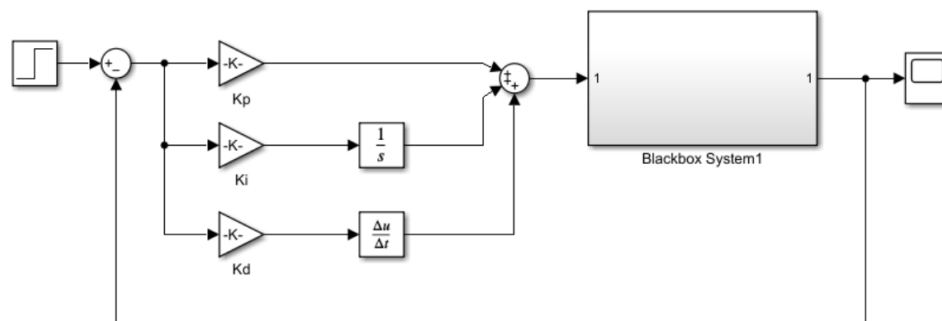 +
−
-K-
Kp
+
+
+
1
1
Blackbox System1
-K-
Ki
1
s
-K-
Kd
Δu
Δt